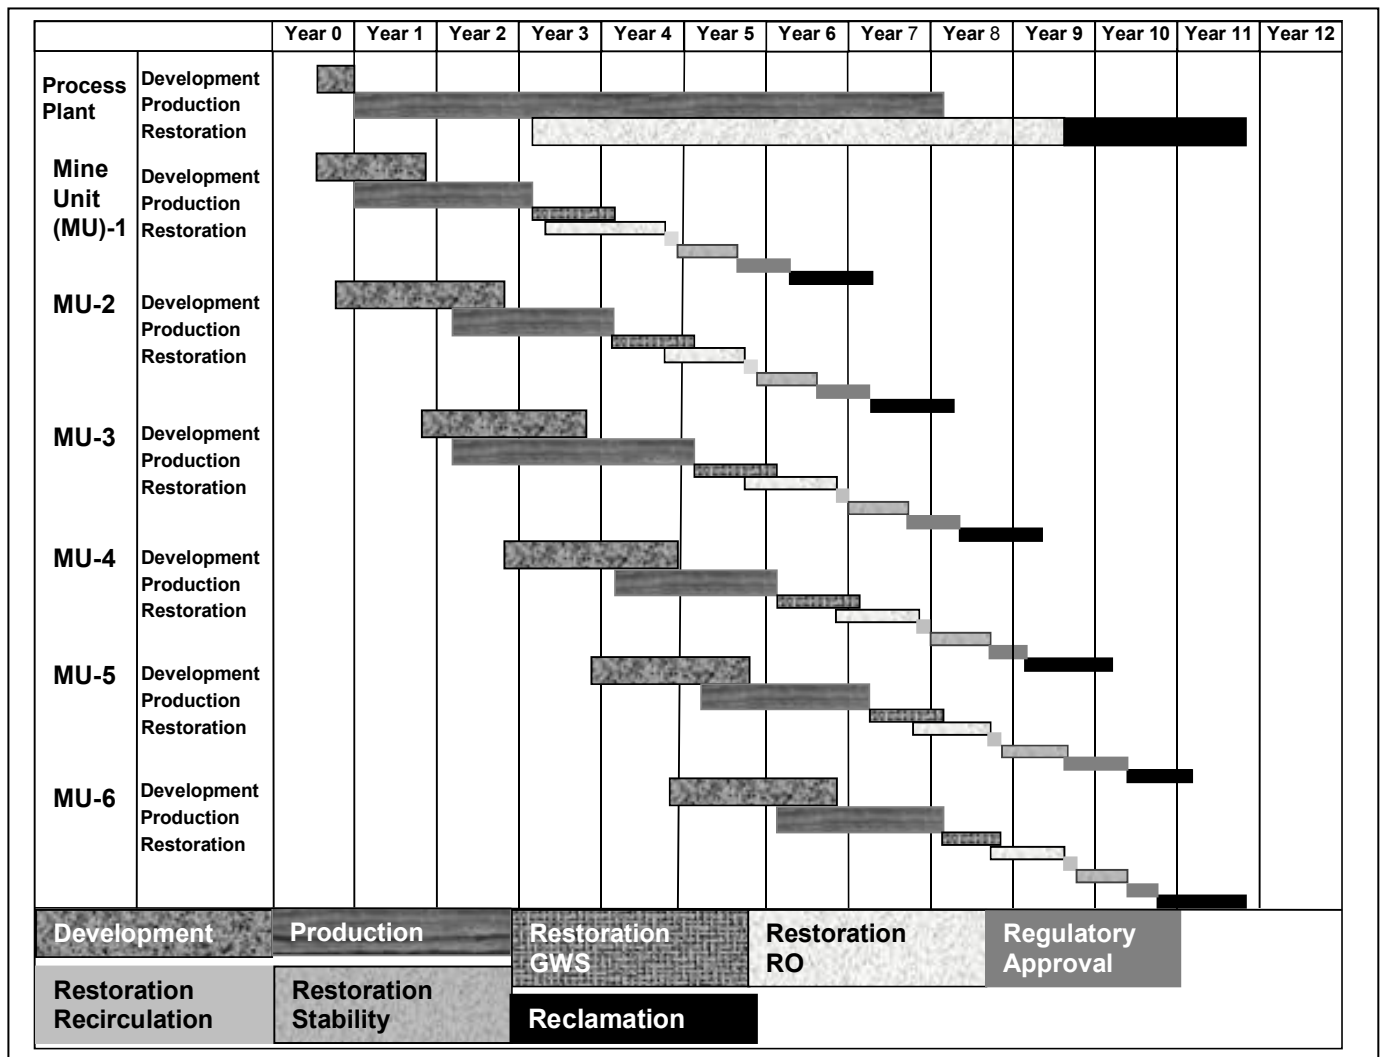 Year 0 Year 1 Year 2 Year 3 Year 4 Year 5 Year 6 Year 7 Year 8 Year 9 Year 10 Year 11 Year 12
Process
Plant
Development
Production
Restoration
Mine
Unit
(MU)-1
Development
Production
Restoration
MU-2
Development
Production
Restoration
MU-3
Development
Production
Restoration
MU-4
Development
Production
Restoration
MU-5
Development
Production
Restoration
MU-6
Development
Production
Restoration
Development
Production
Restoration
GWS
Restoration
RO
Regulatory
Approval
Restoration
Recirculation
Restoration
Stability
Reclamation